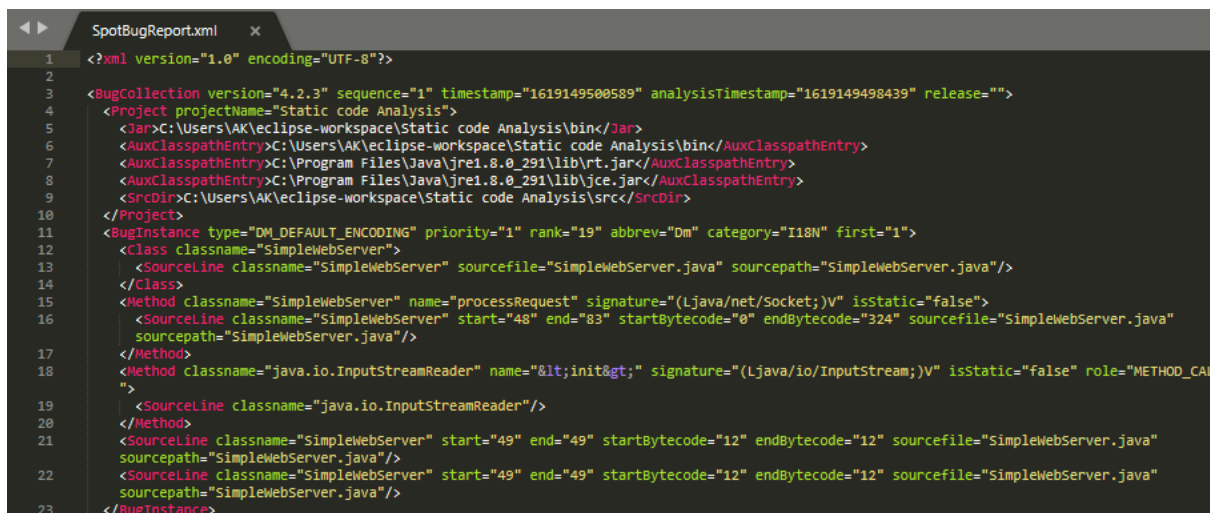 SpotBugReport.xml ×
1 <?xml version="1.0" encoding="UTF-8"?>
2
3 <BugCollection version="4.2.3" sequence="1" timestamp="1619149500589" analysisTimestamp="1619149498439" release="">
4 <Project projectName="Static code Analysis">
5 <Jar>C:\Users\AK\eclipse-workspace\Static code Analysis\bin</Jar>
6 <AuxClasspathEntry>C:\Users\AK\eclipse-workspace\Static code Analysis\bin</AuxClasspathEntry>
7 <AuxClasspathEntry>C:\Program Files\Java\jre1.8.0_291\lib\rt.jar</AuxClasspathEntry>
8 <AuxClasspathEntry>C:\Program Files\Java\jre1.8.0_291\lib\jce.jar</AuxClasspathEntry>
9 <SrcDir>C:\Users\AK\eclipse-workspace\Static code Analysis\src</SrcDir>
10 </Project>
11 <BugInstance type="DM_DEFAULT_ENCODING" priority="1" rank="19" abbrev="Dm" category="I18N" first="1">
12 <Class classname="SimpleWebServer">
13 <SourceLine classname="SimpleWebServer" sourcefile="SimpleWebServer.java" sourcepath="SimpleWebServer.java"/>
14 </Class>
15 <Method classname="SimpleWebServer" name="processRequest" signature="(Ljava/net/Socket;)V" isStatic="false">
16 <SourceLine classname="SimpleWebServer" start="48" end="83" startBytecode="0" endBytecode="324" sourcefile="SimpleWebServer.java"
sourcepath="SimpleWebServer.java"/>
17 </Method>
18 <Method classname="java.io.InputStreamReader" name="&lt;init&gt;" signature="(Ljava/io/InputStream;)V" isStatic="false" role="METHOD_CAL
">
19 <SourceLine classname="java.io.InputStreamReader"/>
20 </Method>
21 <SourceLine classname="SimpleWebServer" start="49" end="49" startBytecode="12" endBytecode="12" sourcefile="SimpleWebServer.java"
sourcepath="SimpleWebServer.java"/>
22 <SourceLine classname="SimpleWebServer" start="49" end="49" startBytecode="12" endBytecode="12" sourcefile="SimpleWebServer.java"
sourcepath="SimpleWebServer.java"/>
23 </BugInstance>